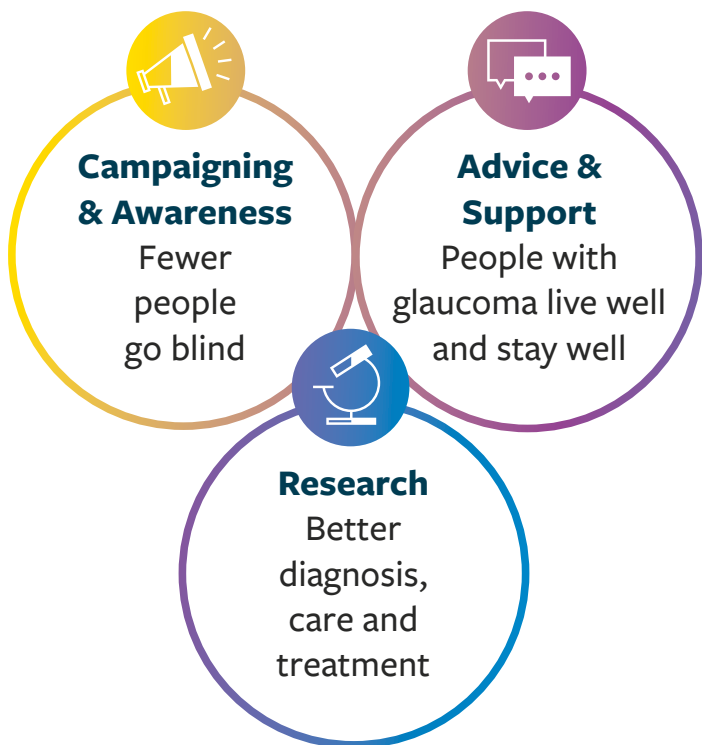 Campaigning
& Awareness
Fewer
people
go blind
Advice &
Support
People with
glaucoma live well
and stay well
Research
Better
diagnosis,
care and
treatment